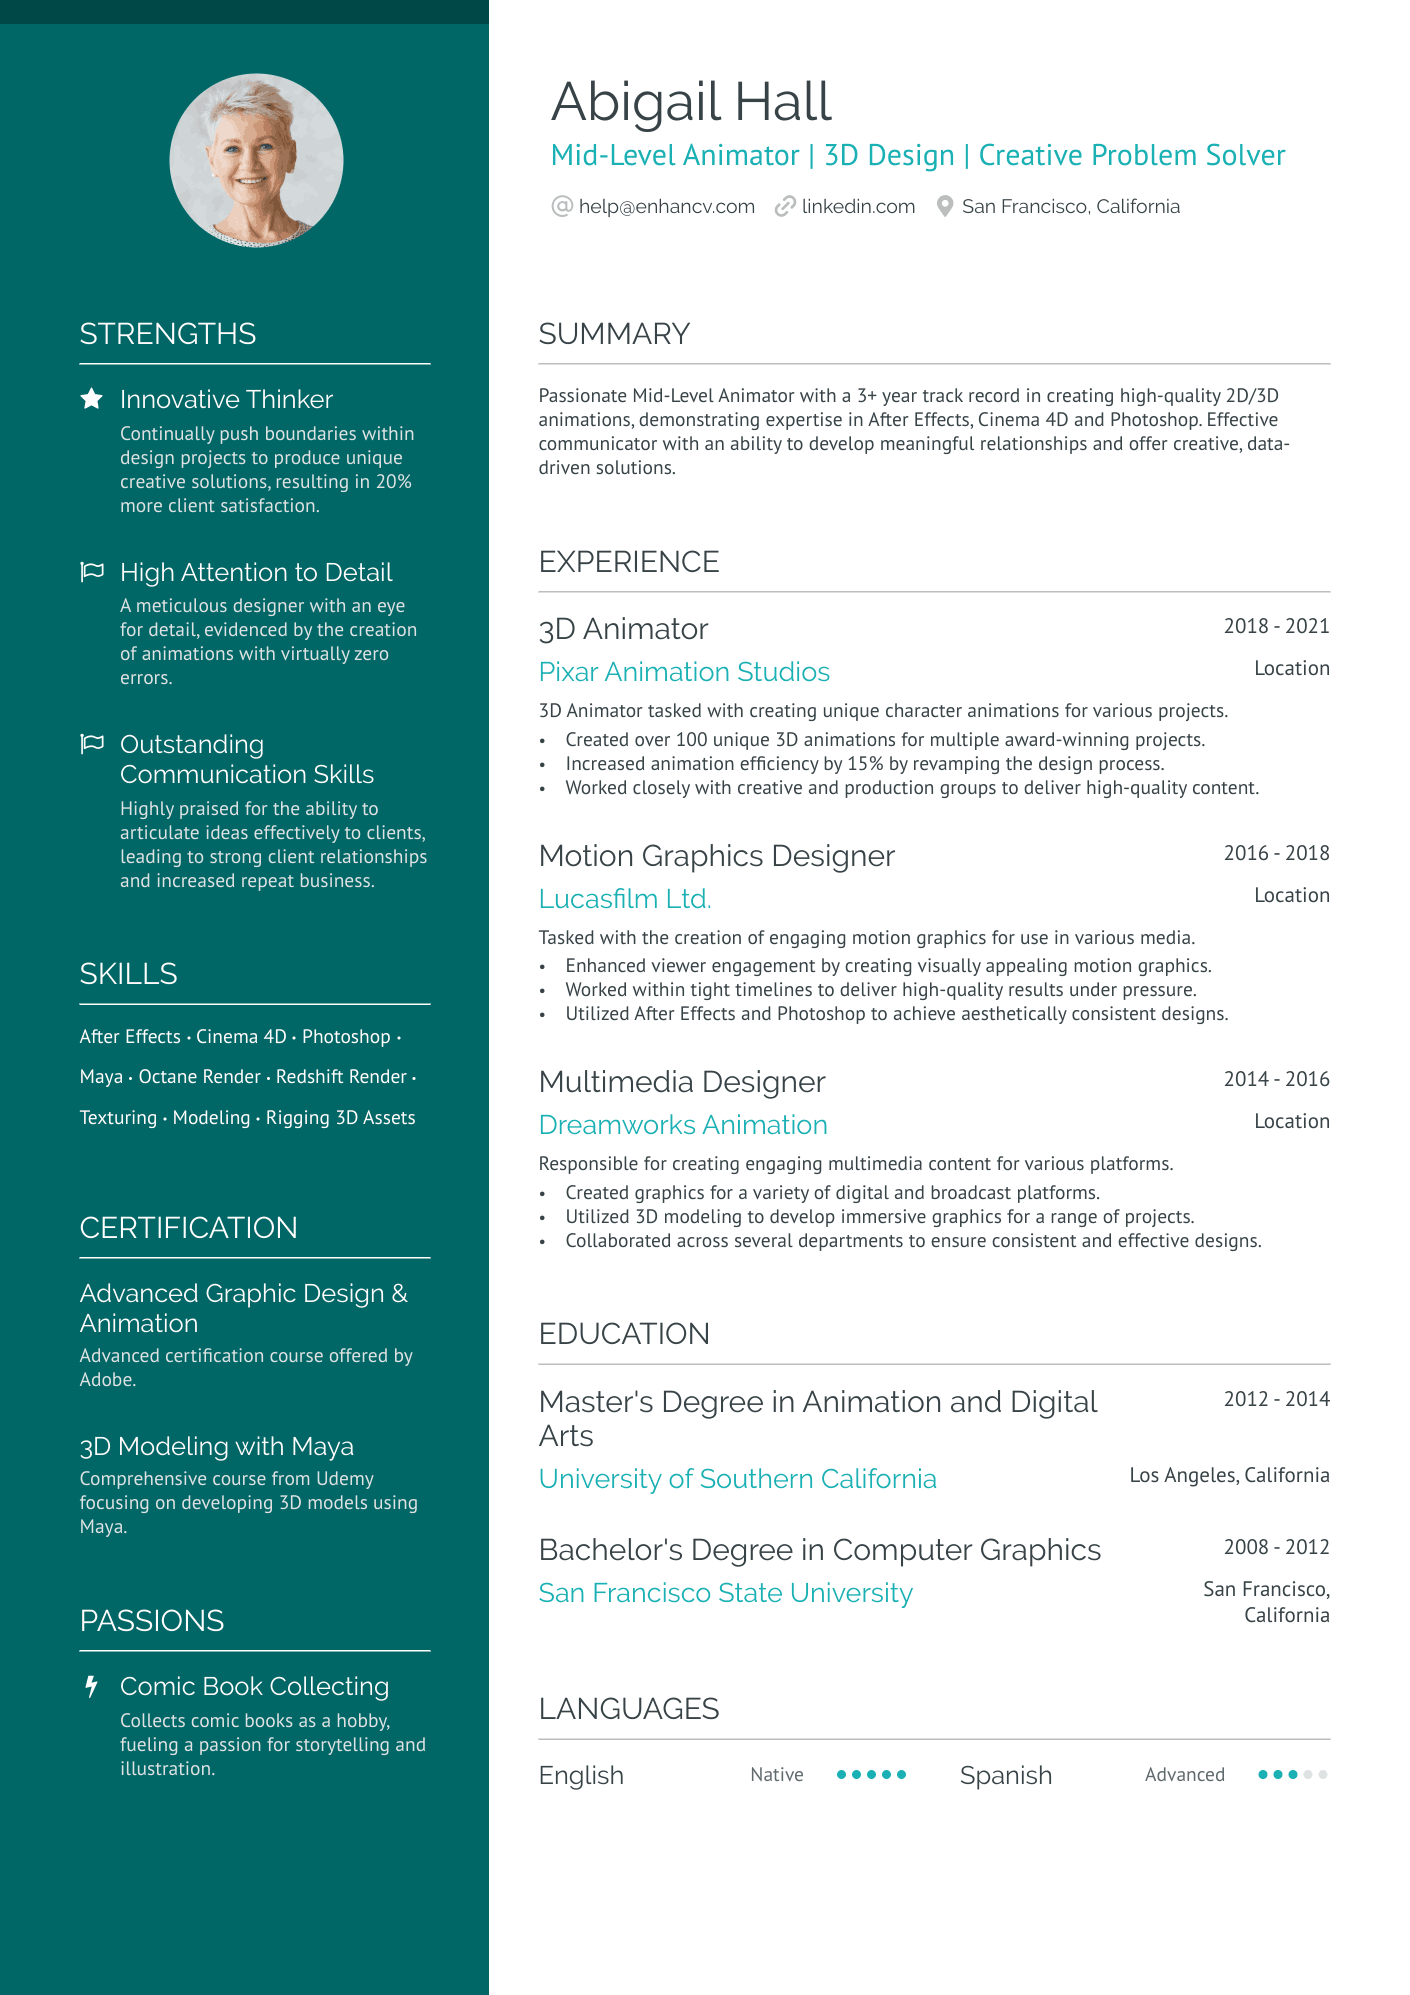 Abigail Hall
Mid-Level Animator | 3D Design | Creative Problem Solver
help@enhancv.com linkedin.com San Francisco, California
STRENGTHS
Innovative Thinker
Continually push boundaries within
design projects to produce unique
creative solutions, resulting in 20%
more client satisfaction.
High Attention to Detail
A meticulous designer with an eye
for detail, evidenced by the creation
of animations with virtually zero
errors.
Outstanding
Communication Skills
Highly praised for the ability to
articulate ideas effectively to clients,
leading to strong client relationships
and increased repeat business.
SKILLS
After Effects · Cinema 4D · Photoshop ·
Maya · Octane Render · Redshift Render ·
Texturing · Modeling · Rigging 3D Assets
CERTIFICATION
Advanced Graphic Design &
Animation
Advanced certification course offered by
Adobe.
3D Modeling with Maya
Comprehensive course from Udemy
focusing on developing 3D models using
Maya.
PASSIONS
Comic Book Collecting
Collects comic books as a hobby,
fueling a passion for storytelling and
illustration.
SUMMARY
Passionate Mid-Level Animator with a 3+ year track record in creating high-quality 2D/3D
animations, demonstrating expertise in After Effects, Cinema 4D and Photoshop. Effective
communicator with an ability to develop meaningful relationships and offer creative, data-
driven solutions.
EXPERIENCE
3D Animator 2018 - 2021
Pixar Animation Studios Location
3D Animator tasked with creating unique character animations for various projects.
• Created over 100 unique 3D animations for multiple award-winning projects.
• Increased animation efficiency by 15% by revamping the design process.
• Worked closely with creative and production groups to deliver high-quality content.
Motion Graphics Designer 2016 - 2018
Lucasfilm Ltd. Location
Tasked with the creation of engaging motion graphics for use in various media.
• Enhanced viewer engagement by creating visually appealing motion graphics.
• Worked within tight timelines to deliver high-quality results under pressure.
• Utilized After Effects and Photoshop to achieve aesthetically consistent designs.
Multimedia Designer 2014 - 2016
Dreamworks Animation Location
Responsible for creating engaging multimedia content for various platforms.
• Created graphics for a variety of digital and broadcast platforms.
• Utilized 3D modeling to develop immersive graphics for a range of projects.
• Collaborated across several departments to ensure consistent and effective designs.
EDUCATION
Master's Degree in Animation and Digital 2012 - 2014
Arts
University of Southern California Los Angeles, California
Bachelor's Degree in Computer Graphics 2008 - 2012
San Francisco State University San Francisco,
California
LANGUAGES
English Native Spanish Advanced